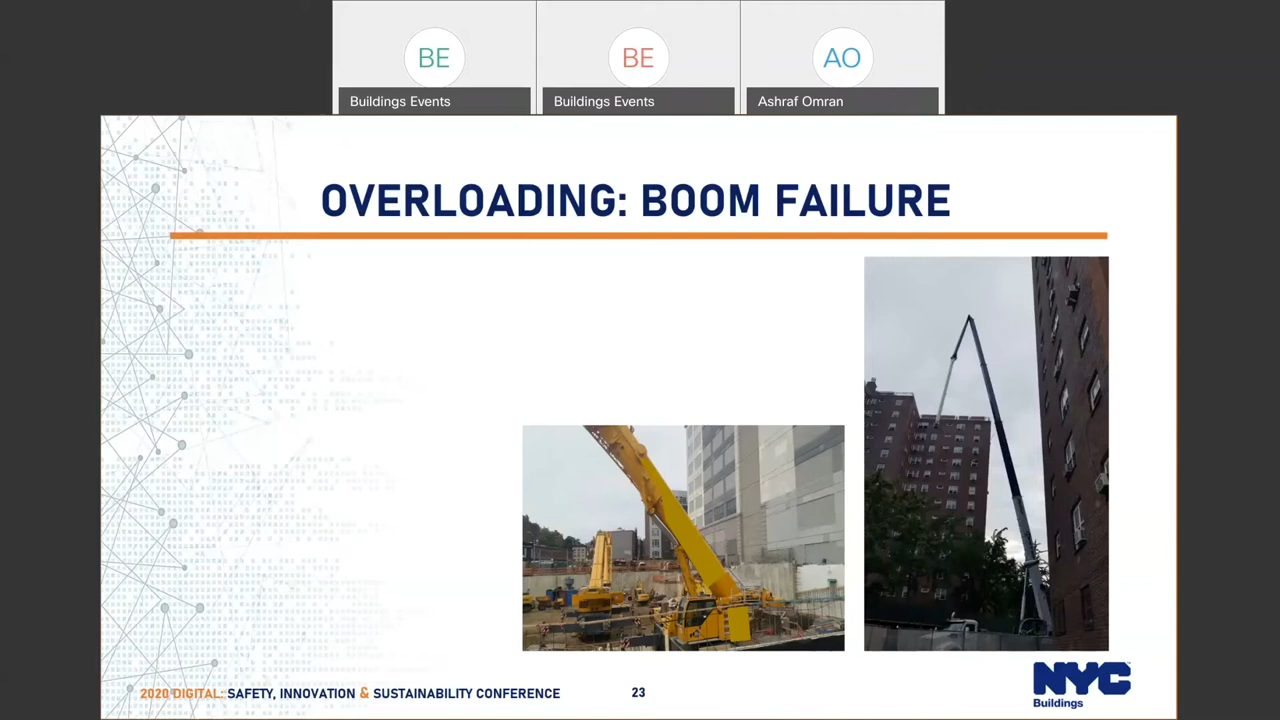 BE
Buildings Events
BE
Buildings Events
AO
Ashraf Omran
OVERLOADING: BOOM FAILURE
2020 DIGITAL: SAFETY, INNOVATION & SUSTAINABILITY CONFERENCE
23
NYC
Buildings